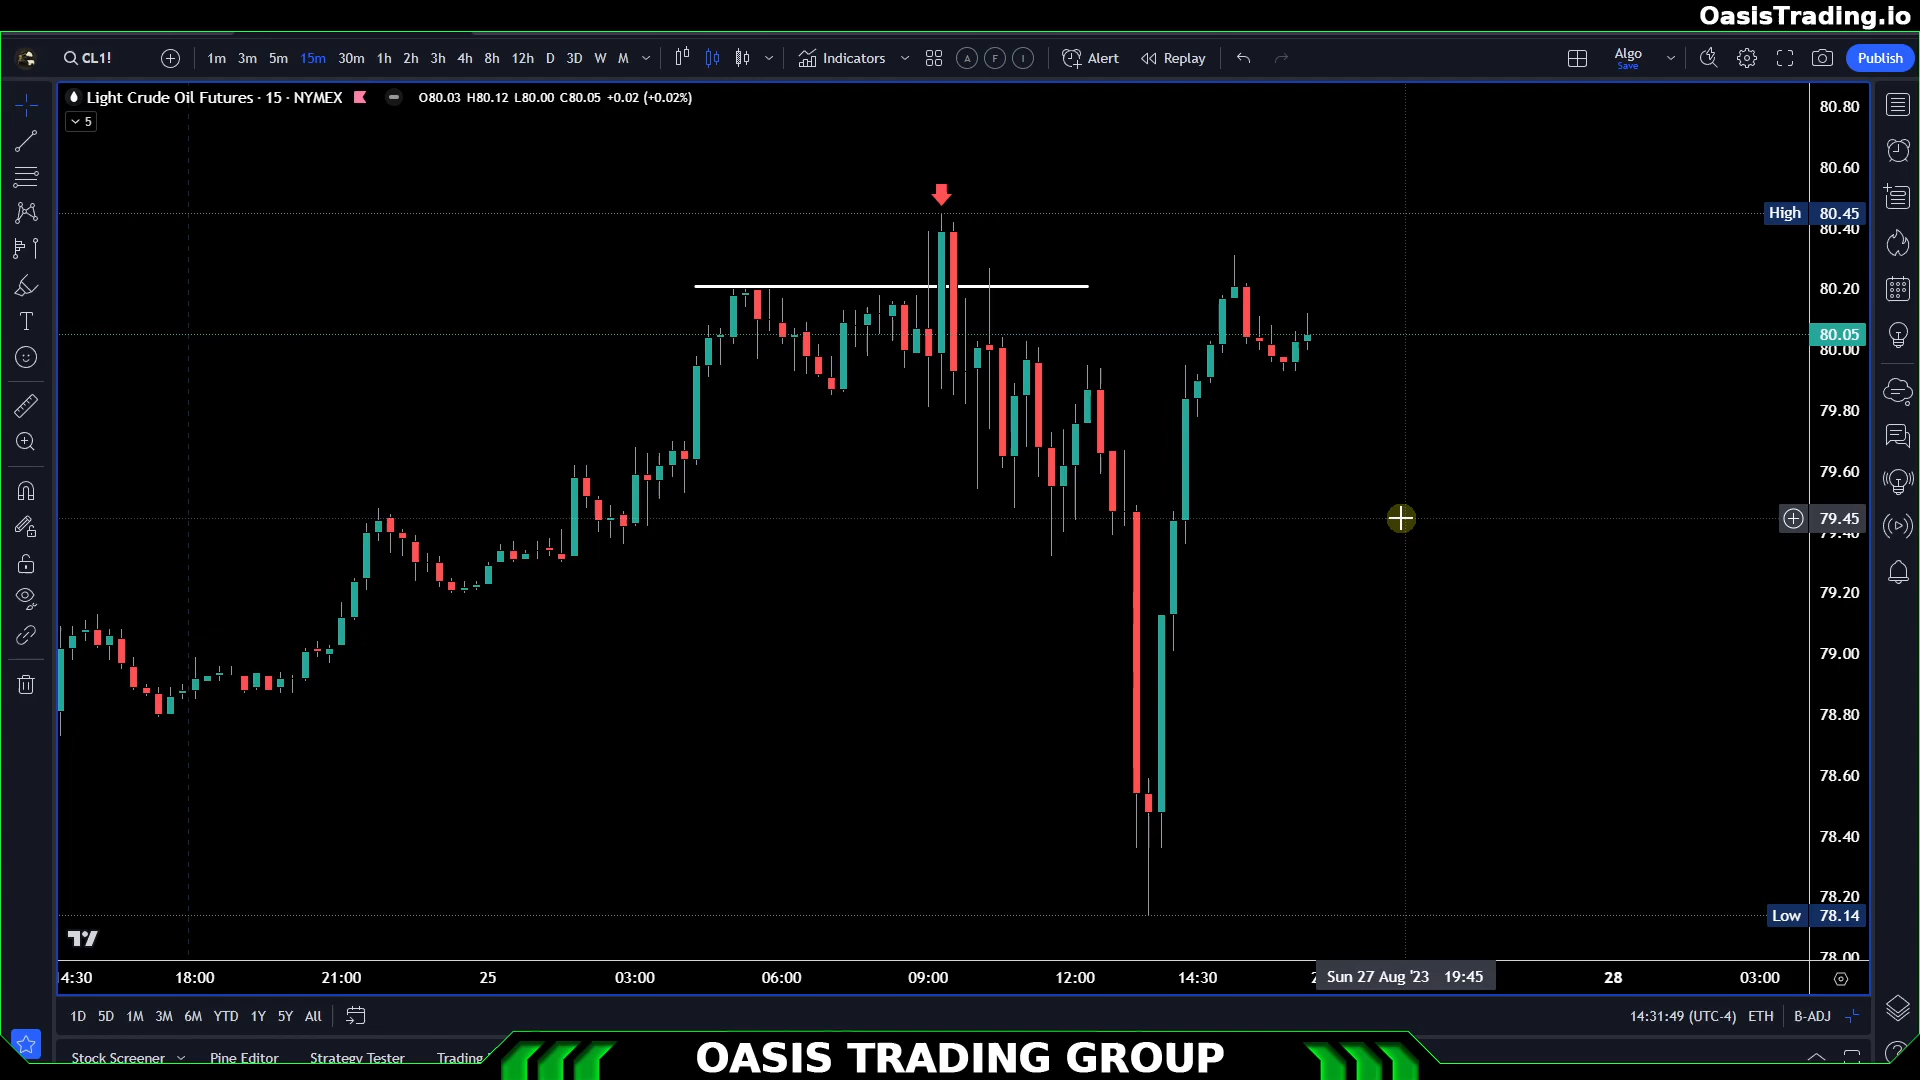 OasisTrading.io
CL1! 1m 3m 5m 15m 30m 1h 2h 3h 4h 8h 12h D 3D W M Indicators A F I Alert Replay Algo Save Publish
Light Crude Oil Futures · 15 · NYMEX O80.03 H80.12 L80.00 C80.05 +0.02 (+0.02%)
5
80.80
80.60
High 80.45
80.40
80.20
80.05
80.00
79.80
79.60
79.45
79.40
79.20
79.00
78.80
78.60
78.40
78.20
Low 78.14
78.00
4:30 18:00 21:00 25 03:00 06:00 09:00 12:00 14:30 2 Sun 27 Aug '23 19:45 28 03:00
1D 5D 1M 3M 6M YTD 1Y 5Y All 14:31:49 (UTC-4) ETH B-ADJ
Stock Screener Pine Editor Strategy Tester Trading
OASIS TRADING GROUP